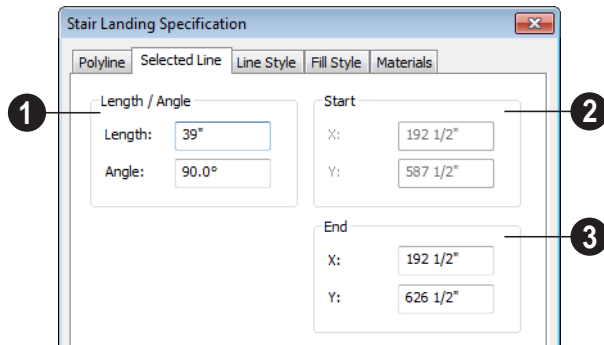 Stair Landing Specification
Polyline Selected Line Line Style Fill Style Materials
1
Length / Angle
Length: 39"
Angle: 90.0°
2
Start
X: 192 1/2"
Y: 587 1/2"
3
End
X: 192 1/2"
Y: 626 1/2"